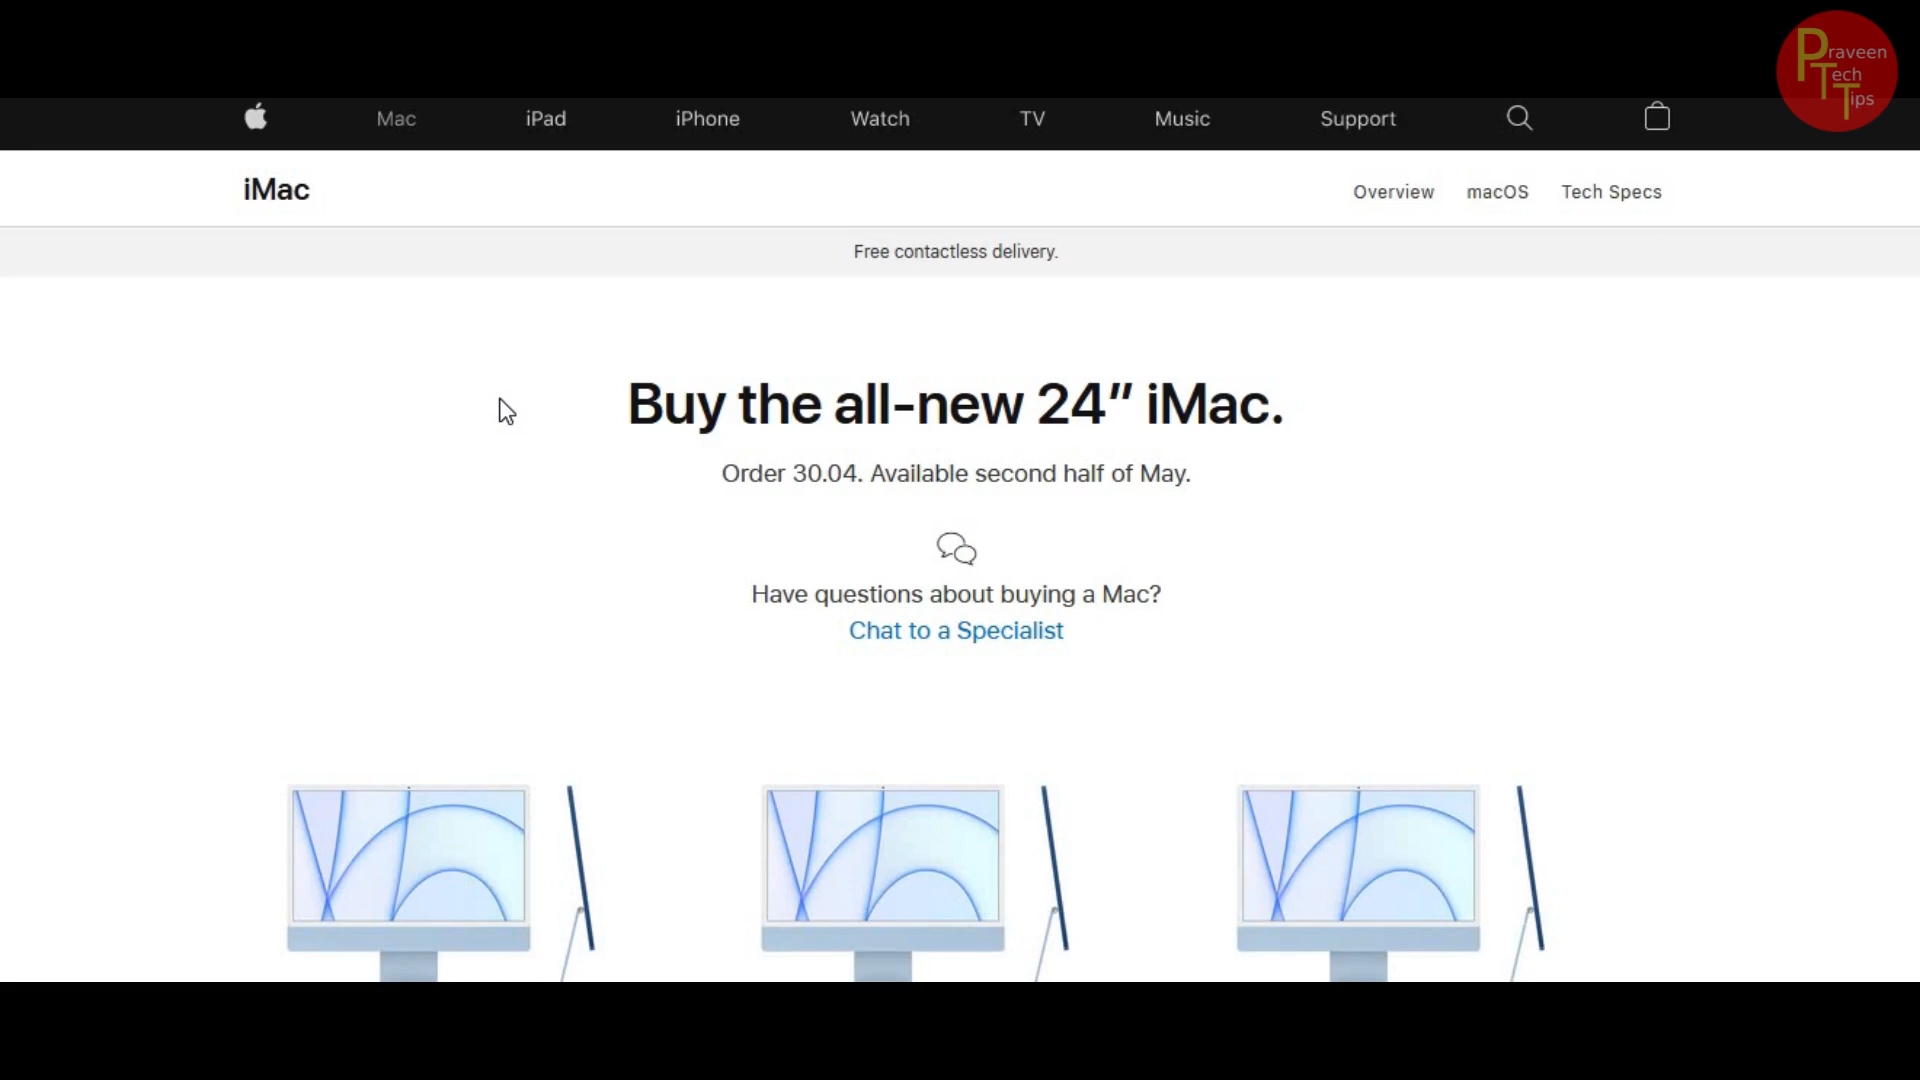 Praveen
Tech
Tips
Mac
iPad
iPhone
Watch
TV
Music
Support
iMac
Overview
macOS
Tech Specs
Free contactless delivery.
Buy the all-new 24″ iMac.
Order 30.04. Available second half of May.
Have questions about buying a Mac?
Chat to a Specialist